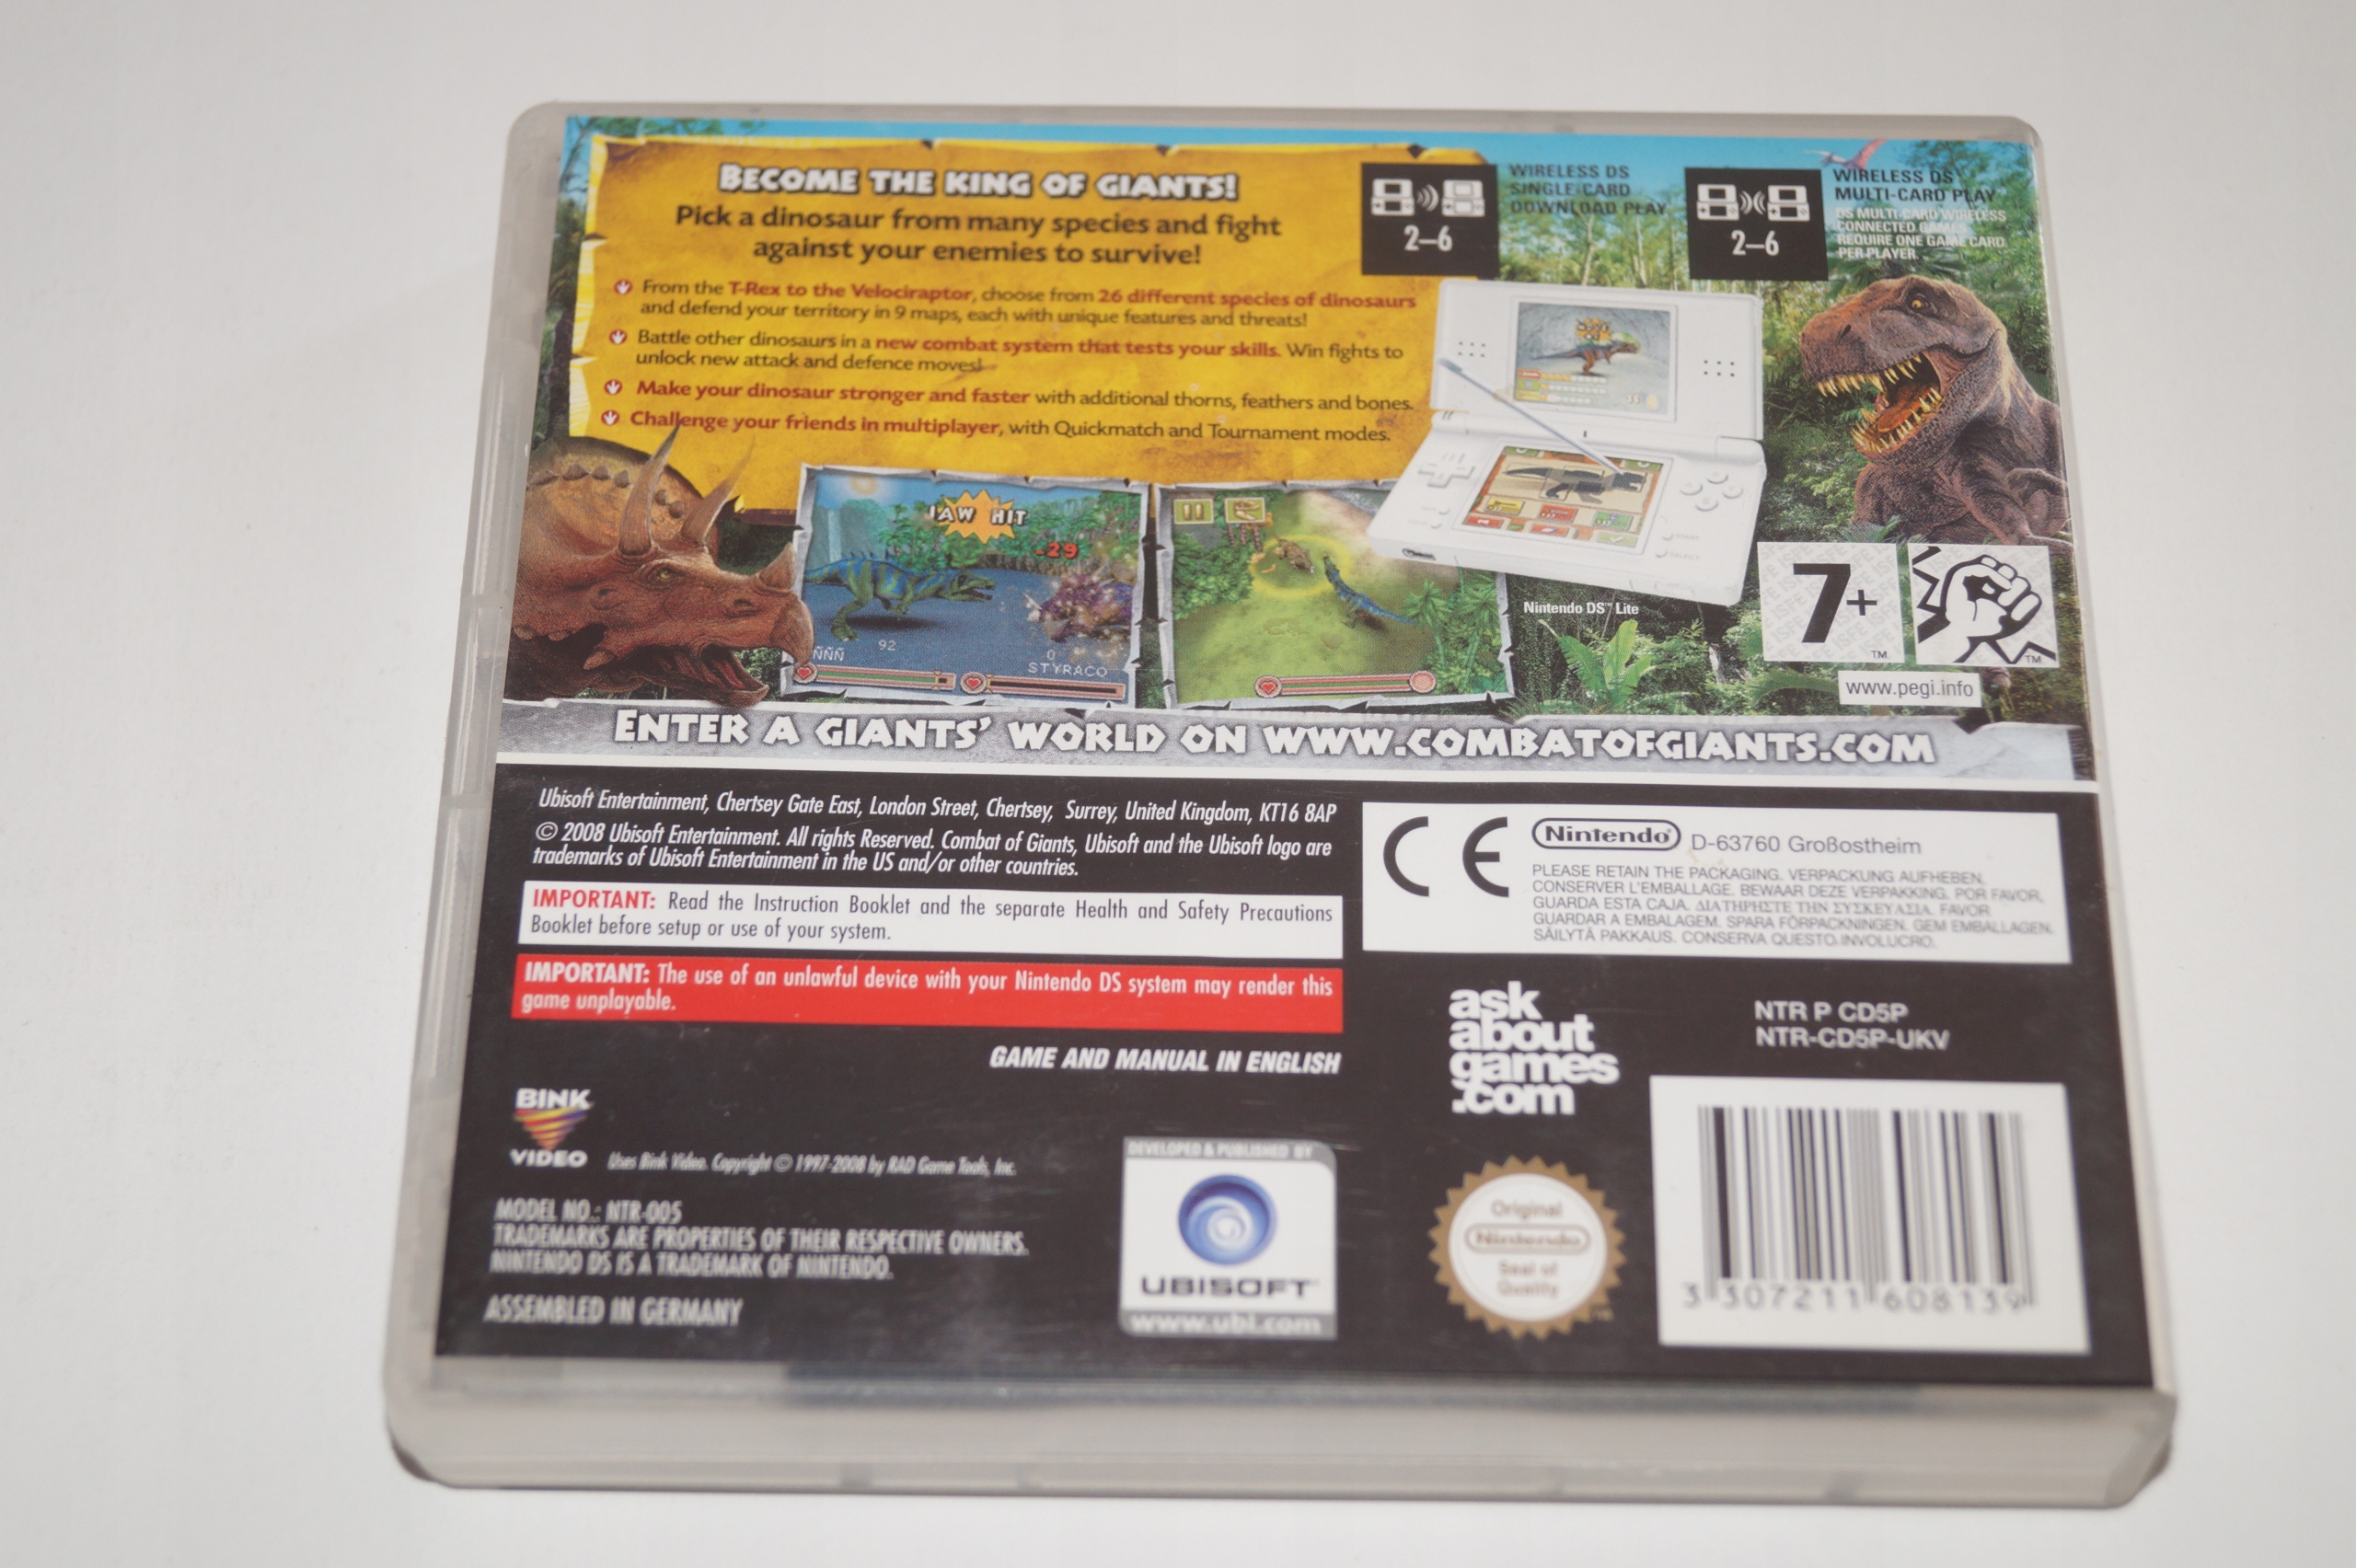 BECOME THE KING OF GIANTS!
Pick a dinosaur from many species and fight
against your enemies to survive!
From the T-Rex to the Velociraptor, choose from 26 different species of dinosaurs
and defend your territory in 9 maps, each with unique features and threats!
Battle other dinosaurs in a new combat system that tests your skills. Win fights to
unlock new attack and defence moves!
Make your dinosaur stronger and faster with additional thorns, feathers and bones.
Challenge your friends in multiplayer, with Quickmatch and Tournament modes.
2–6
WIRELESS DS
SINGLE-CARD
DOWNLOAD PLAY
2–6
WIRELESS DS
MULTI-CARD PLAY
DS MULTI-CARD WIRELESS
CONNECTED GAMES
REQUIRE ONE GAME CARD
PER PLAYER.
JAW HIT
-29
ÑÑÑ
92
0
STYRACO
Nintendo DS™ Lite
7+
TM
TM
www.pegi.info
ENTER A GIANTS' WORLD ON WWW.COMBATOFGIANTS.COM
Ubisoft Entertainment, Chertsey Gate East, London Street, Chertsey, Surrey, United Kingdom, KT16 8AP
© 2008 Ubisoft Entertainment. All rights Reserved. Combat of Giants, Ubisoft and the Ubisoft logo are
trademarks of Ubisoft Entertainment in the US and/or other countries.
IMPORTANT: Read the Instruction Booklet and the separate Health and Safety Precautions
Booklet before setup or use of your system.
IMPORTANT: The use of an unlawful device with your Nintendo DS system may render this
game unplayable.
GAME AND MANUAL IN ENGLISH
BINK
VIDEO
Uses Bink Video. Copyright © 1997-2008 by RAD Game Tools, Inc.
MODEL NO.: NTR-005
TRADEMARKS ARE PROPERTIES OF THEIR RESPECTIVE OWNERS.
NINTENDO DS IS A TRADEMARK OF NINTENDO.
ASSEMBLED IN GERMANY
DEVELOPED & PUBLISHED BY
UBISOFT
www.ubi.com
CE
Nintendo® D-63760 Großostheim
PLEASE RETAIN THE PACKAGING. VERPACKUNG AUFHEBEN.
CONSERVER L'EMBALLAGE. BEWAAR DEZE VERPAKKING. POR FAVOR,
GUARDA ESTA CAJA. ΔΙΑΤΗΡΗΣΤΕ ΤΗΝ ΣΥΣΚΕΥΑΣΙΑ. FAVOR
GUARDAR A EMBALAGEM. SPARA FÖRPACKNINGEN. GEM EMBALLAGEN.
SÄILYTÄ PAKKAUS. CONSERVA QUESTO INVOLUCRO.
ask
about
games
.com
NTR P CD5P
NTR-CD5P-UKV
Original
Nintendo
Seal of
Quality
3 307211 608139